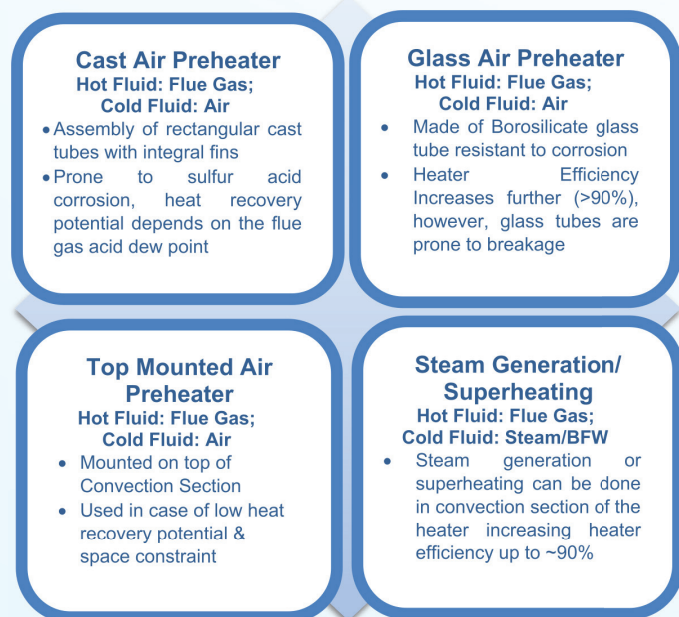 Cast Air Preheater
Hot Fluid: Flue Gas;
Cold Fluid: Air
• Assembly of rectangular cast
tubes with integral fins
• Prone to sulfur acid
corrosion, heat recovery
potential depends on the flue
gas acid dew point
Glass Air Preheater
Hot Fluid: Flue Gas;
Cold Fluid: Air
• Made of Borosilicate glass
tube resistant to corrosion
• Heater Efficiency
Increases further (>90%),
however, glass tubes are
prone to breakage
Top Mounted Air
Preheater
Hot Fluid: Flue Gas;
Cold Fluid: Air
• Mounted on top of
Convection Section
• Used in case of low heat
recovery potential &
space constraint
Steam Generation/
Superheating
Hot Fluid: Flue Gas;
Cold Fluid: Steam/BFW
• Steam generation or
superheating can be done
in convection section of the
heater increasing heater
efficiency up to ~90%